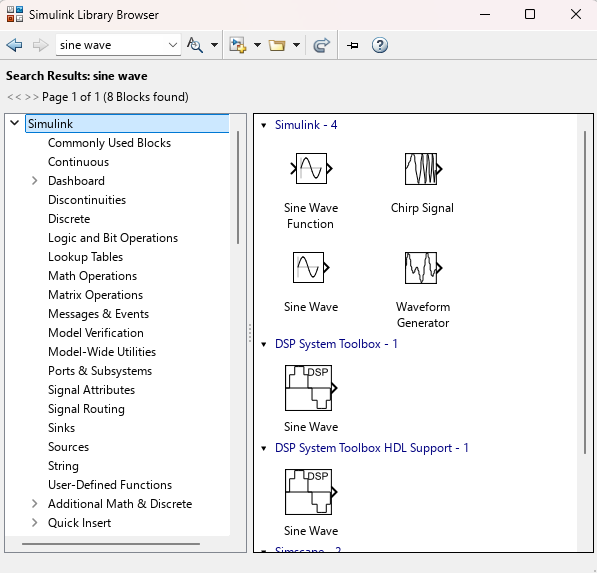 Simulink Library Browser
sine wave
Search Results: sine wave
<< >> Page 1 of 1 (8 Blocks found)
Simulink
Commonly Used Blocks
Continuous
Dashboard
Discontinuities
Discrete
Logic and Bit Operations
Lookup Tables
Math Operations
Matrix Operations
Messages & Events
Model Verification
Model-Wide Utilities
Ports & Subsystems
Signal Attributes
Signal Routing
Sinks
Sources
String
User-Defined Functions
Additional Math & Discrete
Quick Insert
Simulink - 4
Sine Wave
Function
Chirp Signal
Sine Wave
Waveform
Generator
DSP System Toolbox - 1
DSP
Sine Wave
DSP System Toolbox HDL Support - 1
DSP
Sine Wave
Simscape - 2